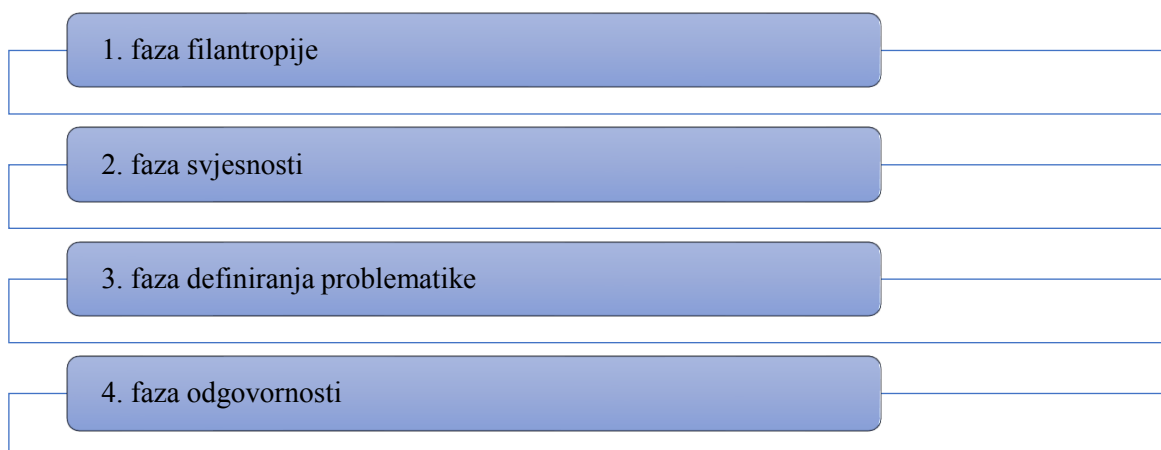 1. faza filantropije
2. faza svjesnosti
3. faza definiranja problematike
4. faza odgovornosti